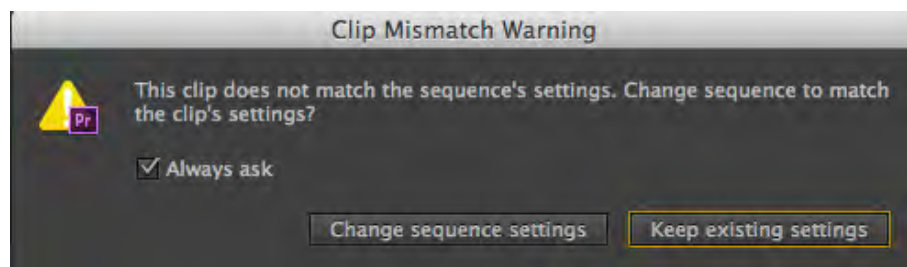 Clip Mismatch Warning
This clip does not match the sequence's settings. Change sequence to match
the clip's settings?
Pr
Always ask
Change sequence settings
Keep existing settings